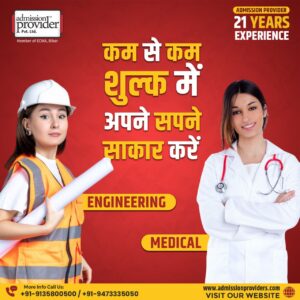 admission
provider
Pvt. Ltd.
Member of ECAN, Bihar
ADMISSION PROVIDER
21 YEARS
EXPERIENCE
कम से कम
शुल्क में
अपने सपने
साकार करें
ENGINEERING
MEDICAL
More Info Call Us:
+91-9135800500 / +91-9473335050
www.admissionproviders.com
VISIT OUR WEBSITE